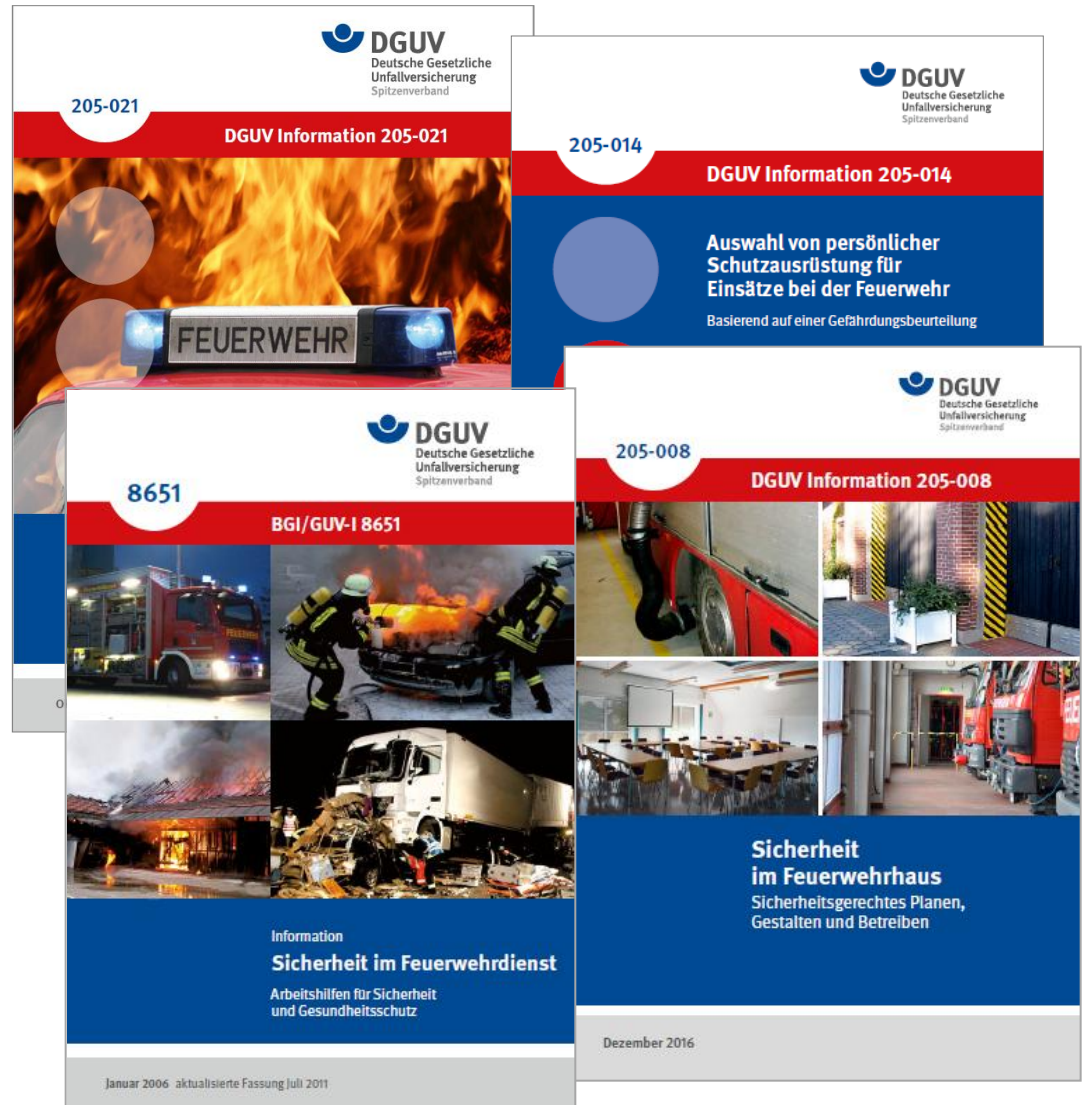 DGUV
Deutsche Gesetzliche
Unfallversicherung
Spitzenverband
205-021
DGUV Information 205-021
FEUERWEHR
DGUV
Deutsche Gesetzliche
Unfallversicherung
Spitzenverband
205-014
DGUV Information 205-014
Auswahl von persönlicher
Schutzausrüstung für
Einsätze bei der Feuerwehr
Basierend auf einer Gefährdungsbeurteilung
DGUV
Deutsche Gesetzliche
Unfallversicherung
Spitzenverband
8651
BGI/GUV-I 8651
Information
Sicherheit im Feuerwehrdienst
Arbeitshilfen für Sicherheit
und Gesundheitsschutz
Januar 2006 aktualisierte Fassung Juli 2011
DGUV
Deutsche Gesetzliche
Unfallversicherung
Spitzenverband
205-008
DGUV Information 205-008
Sicherheit
im Feuerwehrhaus
Sicherheitsgerechtes Planen,
Gestalten und Betreiben
Dezember 2016